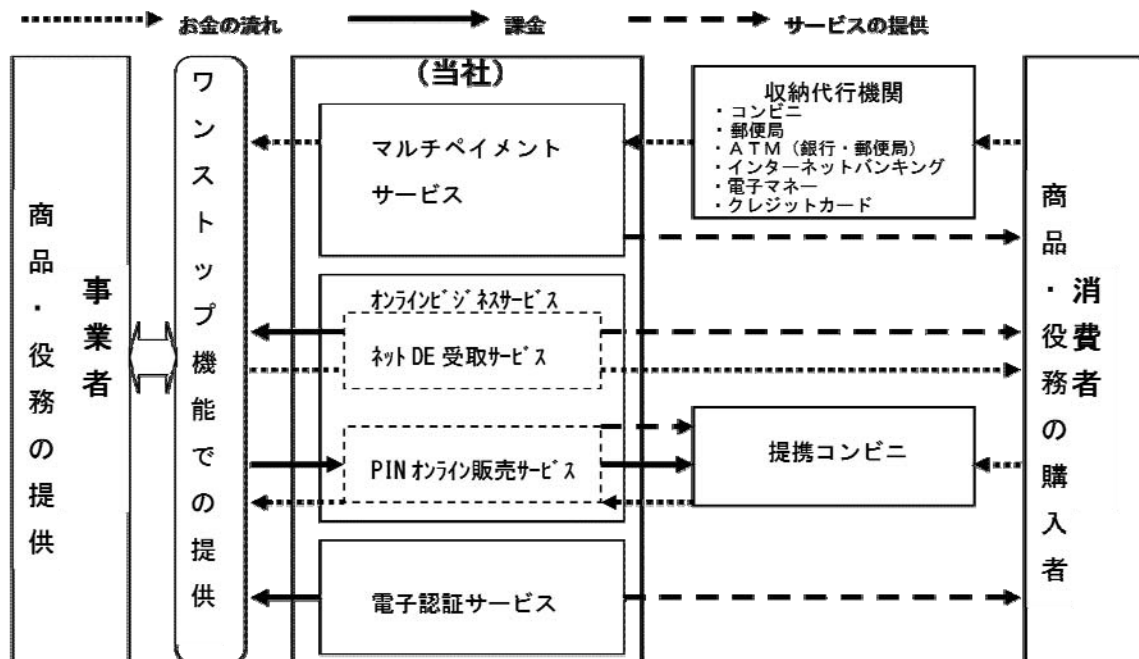 お金の流れ
課金
サービスの提供
商品・役務の提供
事業者
ワンストップ機能での提供
(当社)
マルチペイメント
サービス
オンラインビジネスサービス
ネットDE 受取サービス
PIN オンライン販売サービス
電子認証サービス
収納代行機関
・コンビニ
・郵便局
・ATM(銀行・郵便局)
・インターネットバンキング
・電子マネー
・クレジットカード
提携コンビニ
消費者
商品・役務の購入者